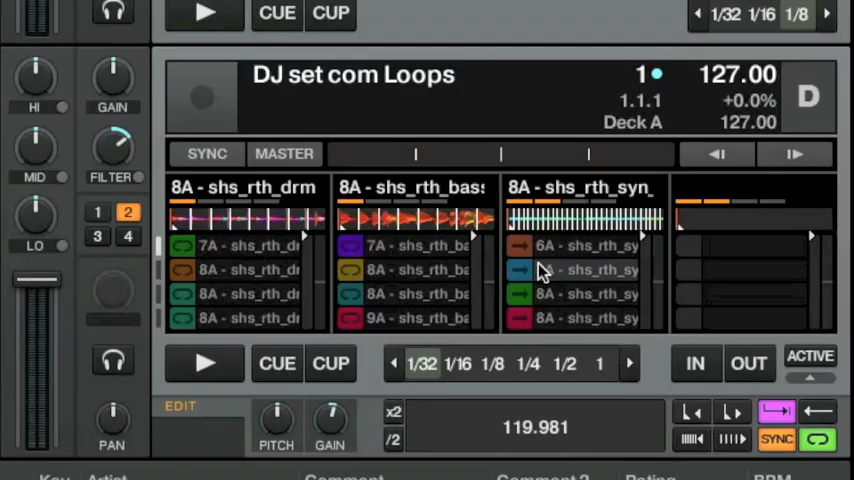 CUE CUP 1/32 1/16 1/8
HI GAIN
MID FILTER
LO
1 2
3 4
PAN
DJ set com Loops 1 127.00
1.1.1 +0.0%
Deck A 127.00
D
SYNC MASTER
8A - shs_rth_drm 8A - shs_rth_bass 8A - shs_rth_syn_
7A - shs_rth_dr 7A - shs_rth_ba 6A - shs_rth_sy
8A - shs_rth_dr 8A - shs_rth_ba A - shs_rth_sy
8A - shs_rth_dr 8A - shs_rth_ba 8A - shs_rth_sy
8A - shs_rth_dr 9A - shs_rth_ba 8A - shs_rth_sy
CUE CUP 1/32 1/16 1/8 1/4 1/2 1 IN OUT ACTIVE
EDIT
PITCH GAIN
x2
/2
119.981
SYNC
Key Artist Comment Comment 2 Rating BPM